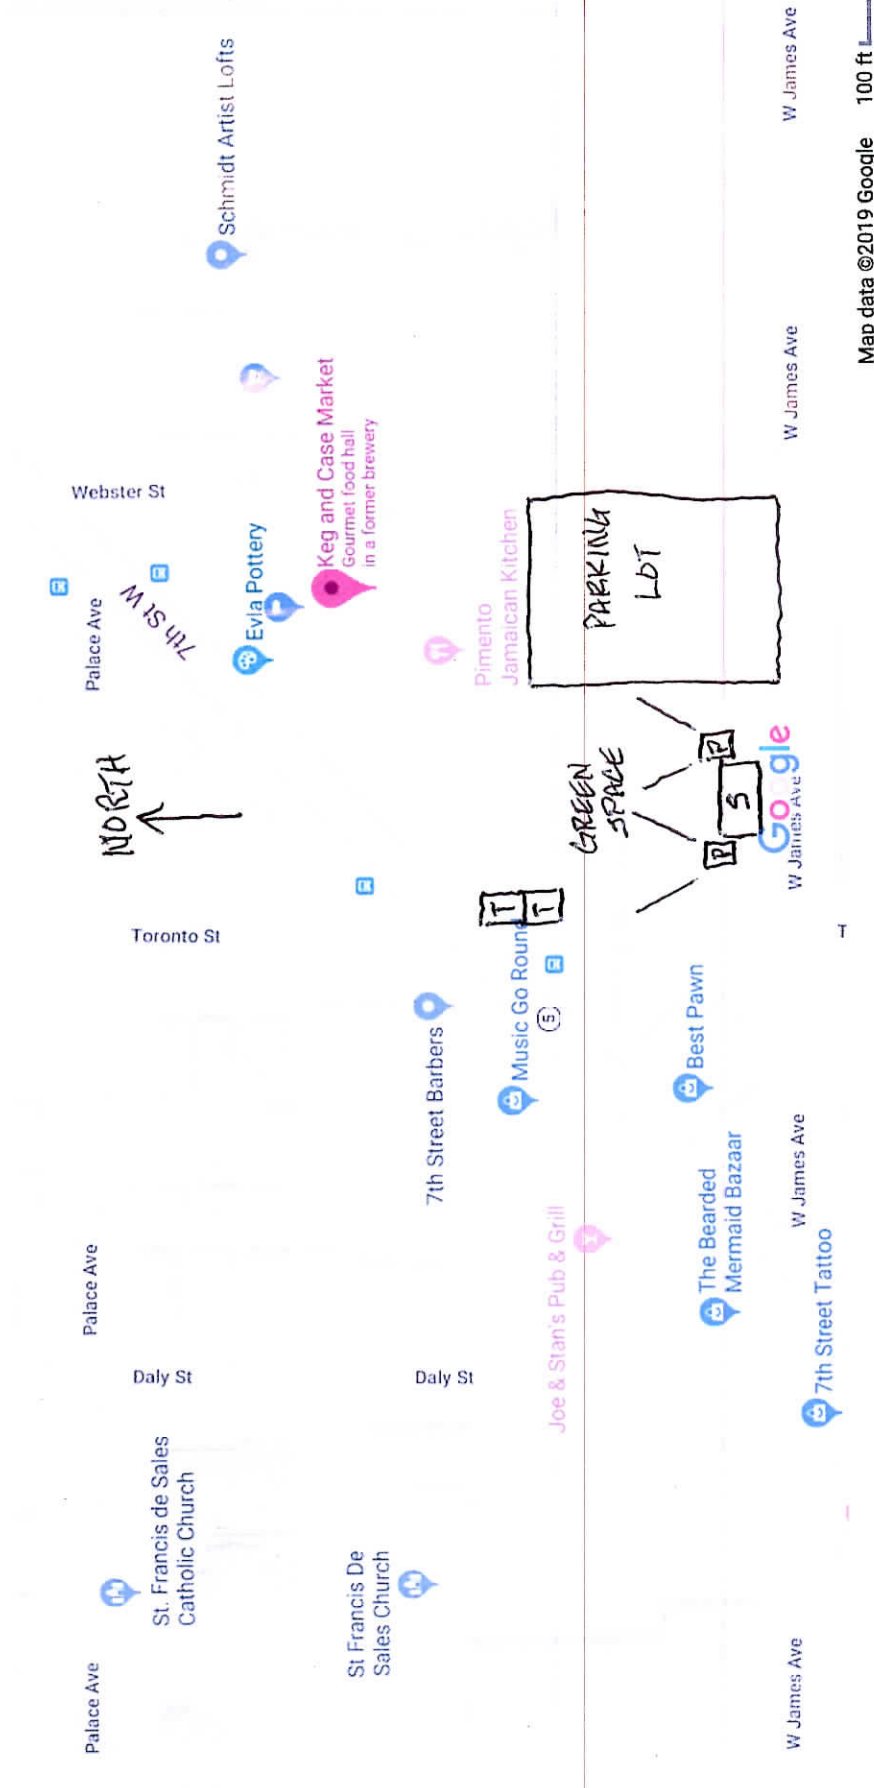 Palace Ave
Palace Ave
Palace Ave
Webster St
7th St W
NORTH
St. Francis de Sales
Catholic Church
Daly St
Toronto St
Evla Pottery
Schmidt Artist Lofts
Keg and Case Market
Gourmet food hall
in a former brewery
St Francis De
Sales Church
Daly St
7th Street Barbers
Pimento
Jamaican Kitchen
Music Go Round
T
T
5
Joe & Stan's Pub & Grill
GREEN
SPACE
PARKING
LOT
Best Pawn
The Bearded
Mermaid Bazaar
P
P
S
Google
W James Ave
W James Ave
W James Ave
W James Ave
W James Ave
7th Street Tattoo
T
Map data ©2019 Google
100 ft